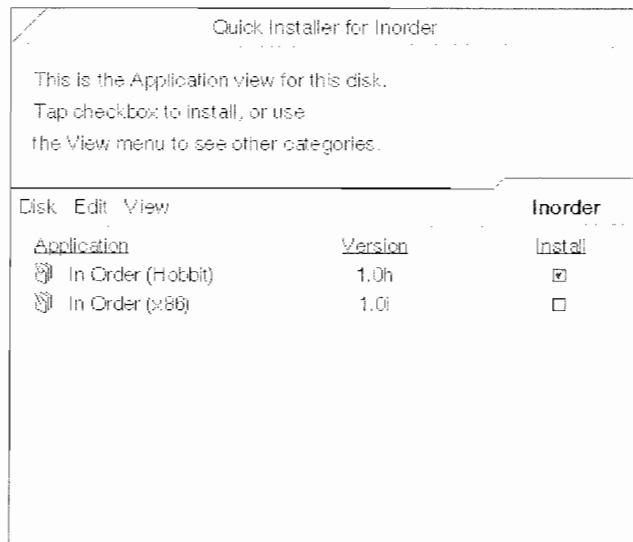 Quick Installer for Inorder
This is the Application view for this disk.
Tap checkbox to install, or use
the View menu to see other categories.
Disk Edit View Inorder
Application Version Install
In Order (Hobbit) 1.0h
In Order (x86) 1.0i